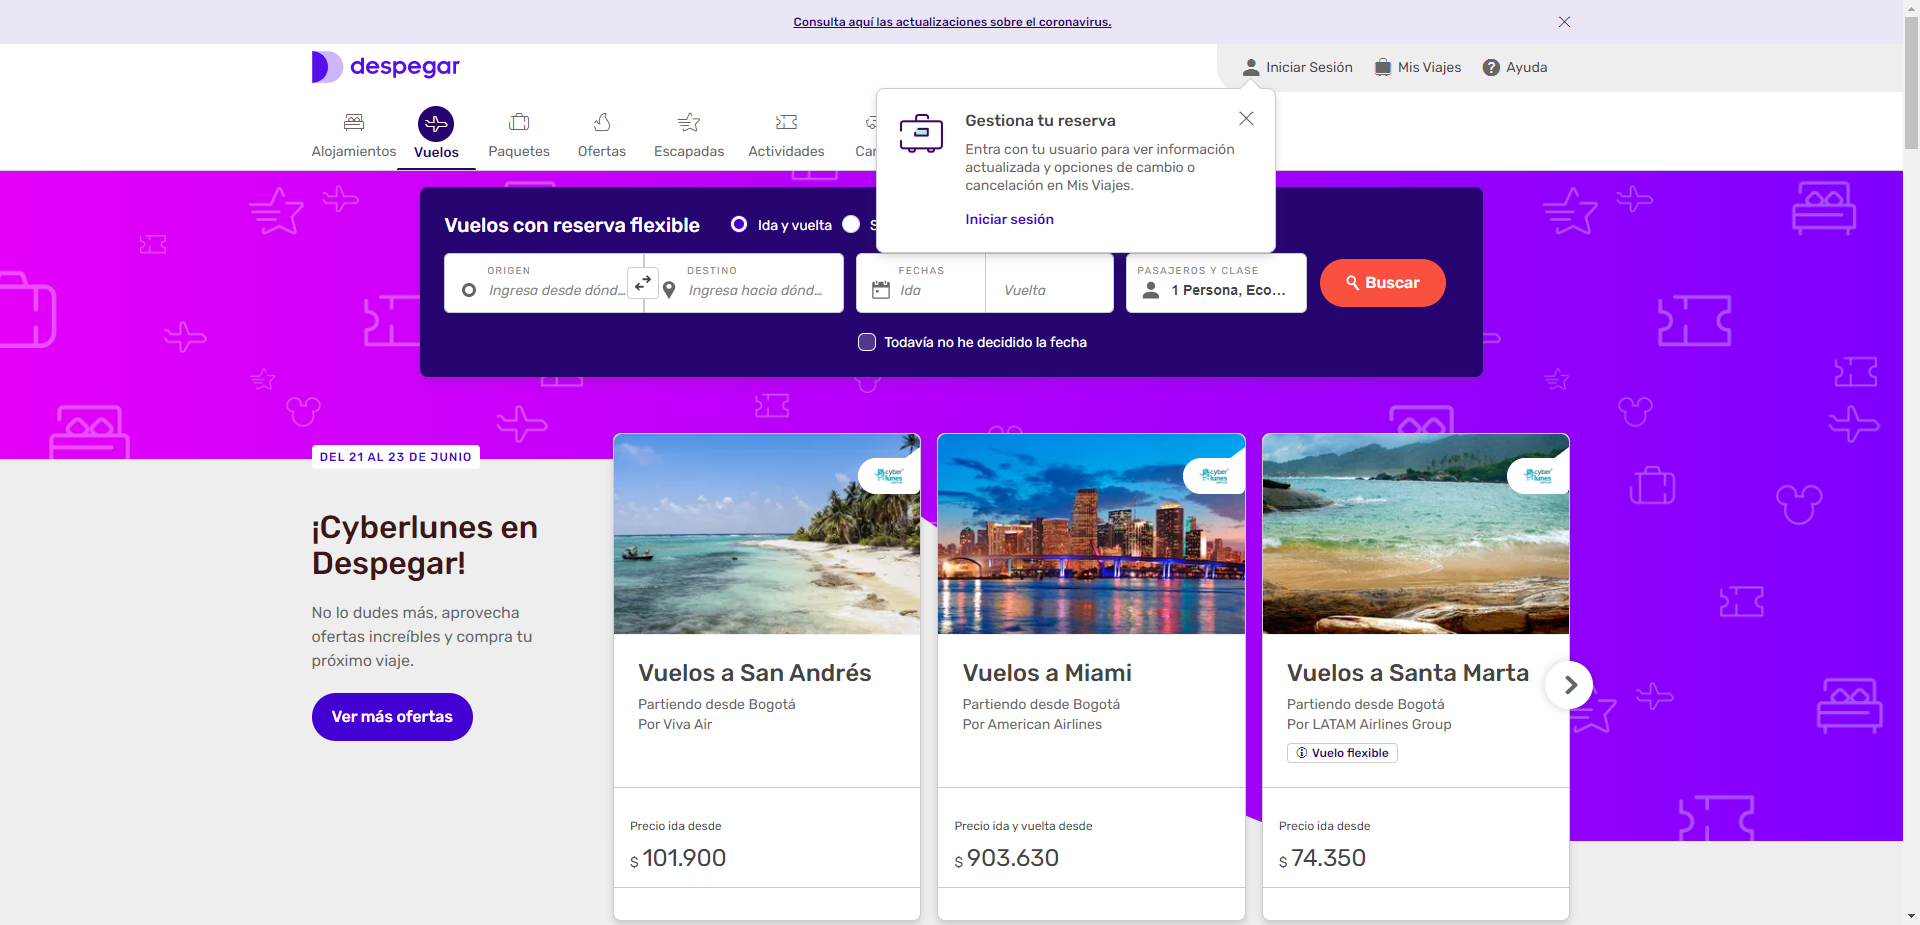 Consulta aquí las actualizaciones sobre el coronavirus.
despegar
Iniciar Sesión
Mis Viajes
Ayuda
Alojamientos
Vuelos
Paquetes
Ofertas
Escapadas
Actividades
Gestiona tu reserva
Entra con tu usuario para ver información
actualizada y opciones de cambio o
cancelación en Mis Viajes.
Iniciar sesión
Vuelos con reserva flexible
Ida y vuelta
ORIGEN
Ingresa desde dónd...
DESTINO
Ingresa hacia dónd...
FECHAS
Ida
Vuelta
PASAJEROS Y CLASE
1 Persona, Eco...
Buscar
Todavía no he decidido la fecha
DEL 21 AL 23 DE JUNIO
¡Cyberlunes en
Despegar!
No lo dudes más, aprovecha
ofertas increíbles y compra tu
próximo viaje.
Ver más ofertas
cyber
lunes
Vuelos a San Andrés
Partiendo desde Bogotá
Por Viva Air
Precio ida desde
$ 101.900
cyber
lunes
Vuelos a Miami
Partiendo desde Bogotá
Por American Airlines
Precio ida y vuelta desde
$ 903.630
cyber
lunes
Vuelos a Santa Marta
Partiendo desde Bogotá
Por LATAM Airlines Group
Vuelo flexible
Precio ida desde
$ 74.350